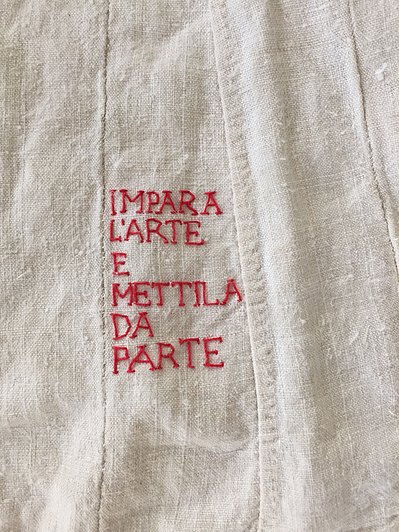 IMPARA
L'ARTE
E
METTILA
DA
PARTE